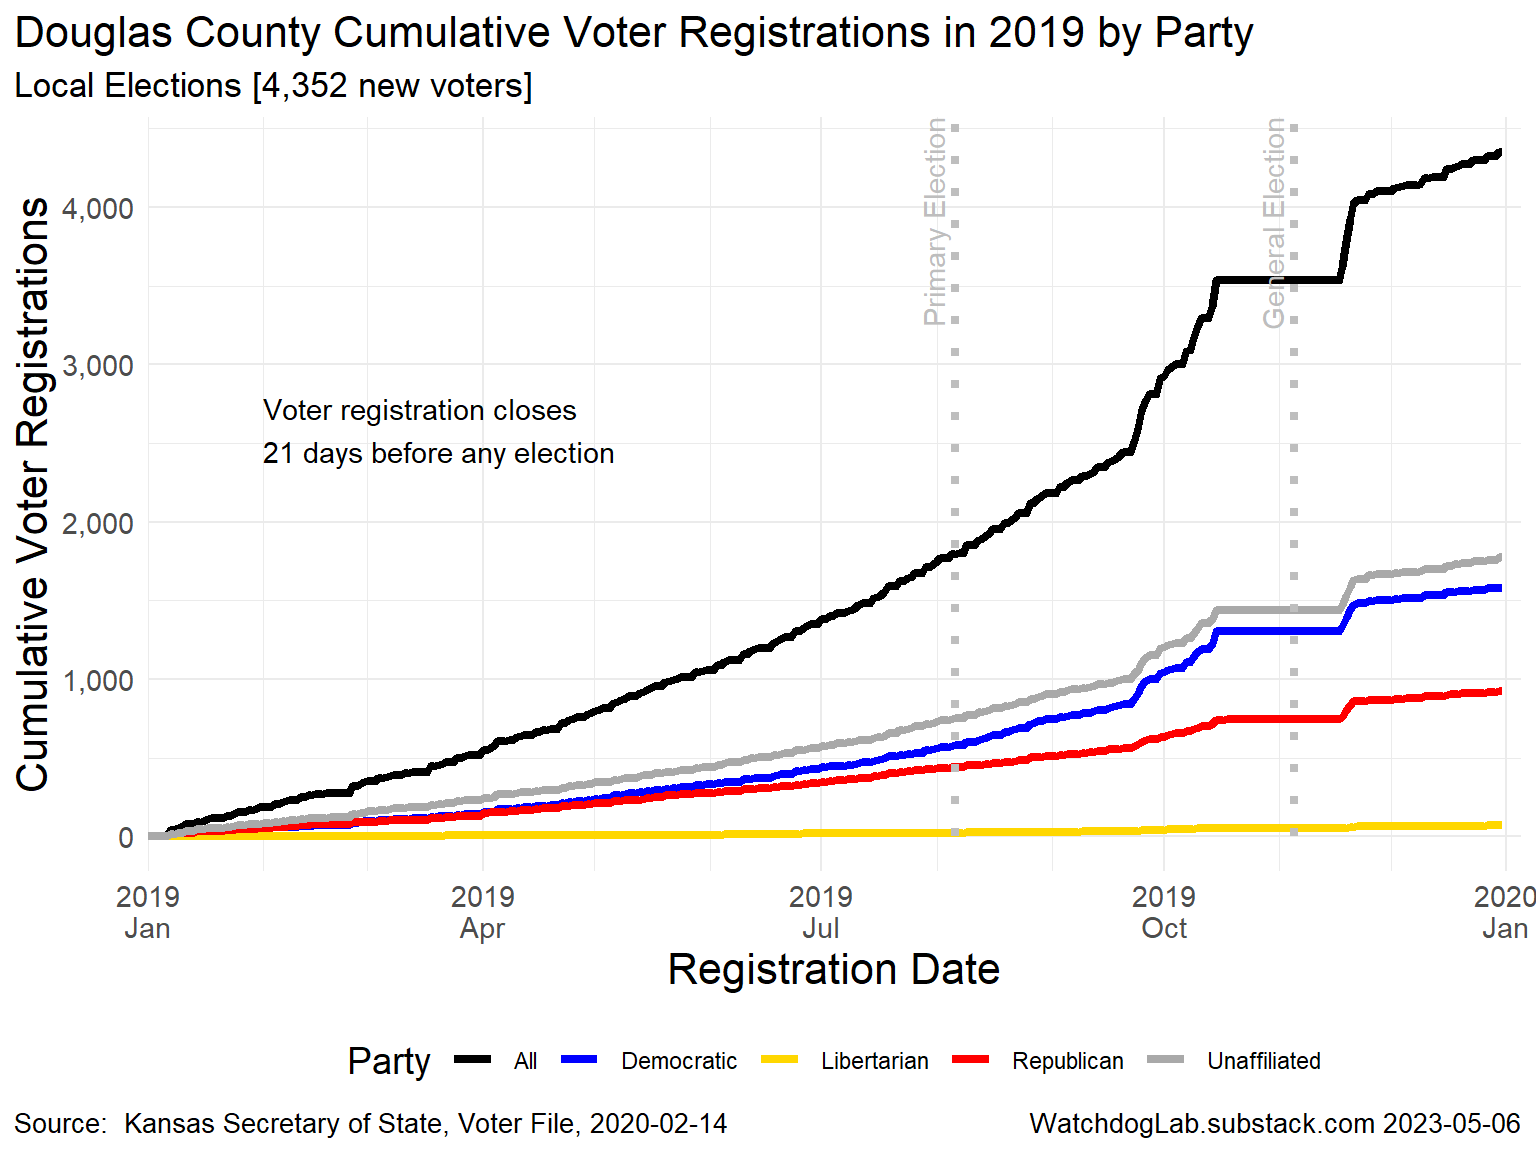 Douglas County Cumulative Voter Registrations in 2019 by Party
Local Elections [4,352 new voters]
Cumulative Voter Registrations
4,000
3,000
2,000
1,000
0
Primary Election
General Election
Voter registration closes
21 days before any election
2019 2019 2019 2019 2020
Jan Apr Jul Oct Jan
Registration Date
Party All Democratic Libertarian Republican Unaffiliated
Source:  Kansas Secretary of State, Voter File, 2020-02-14
WatchdogLab.substack.com 2023-05-06